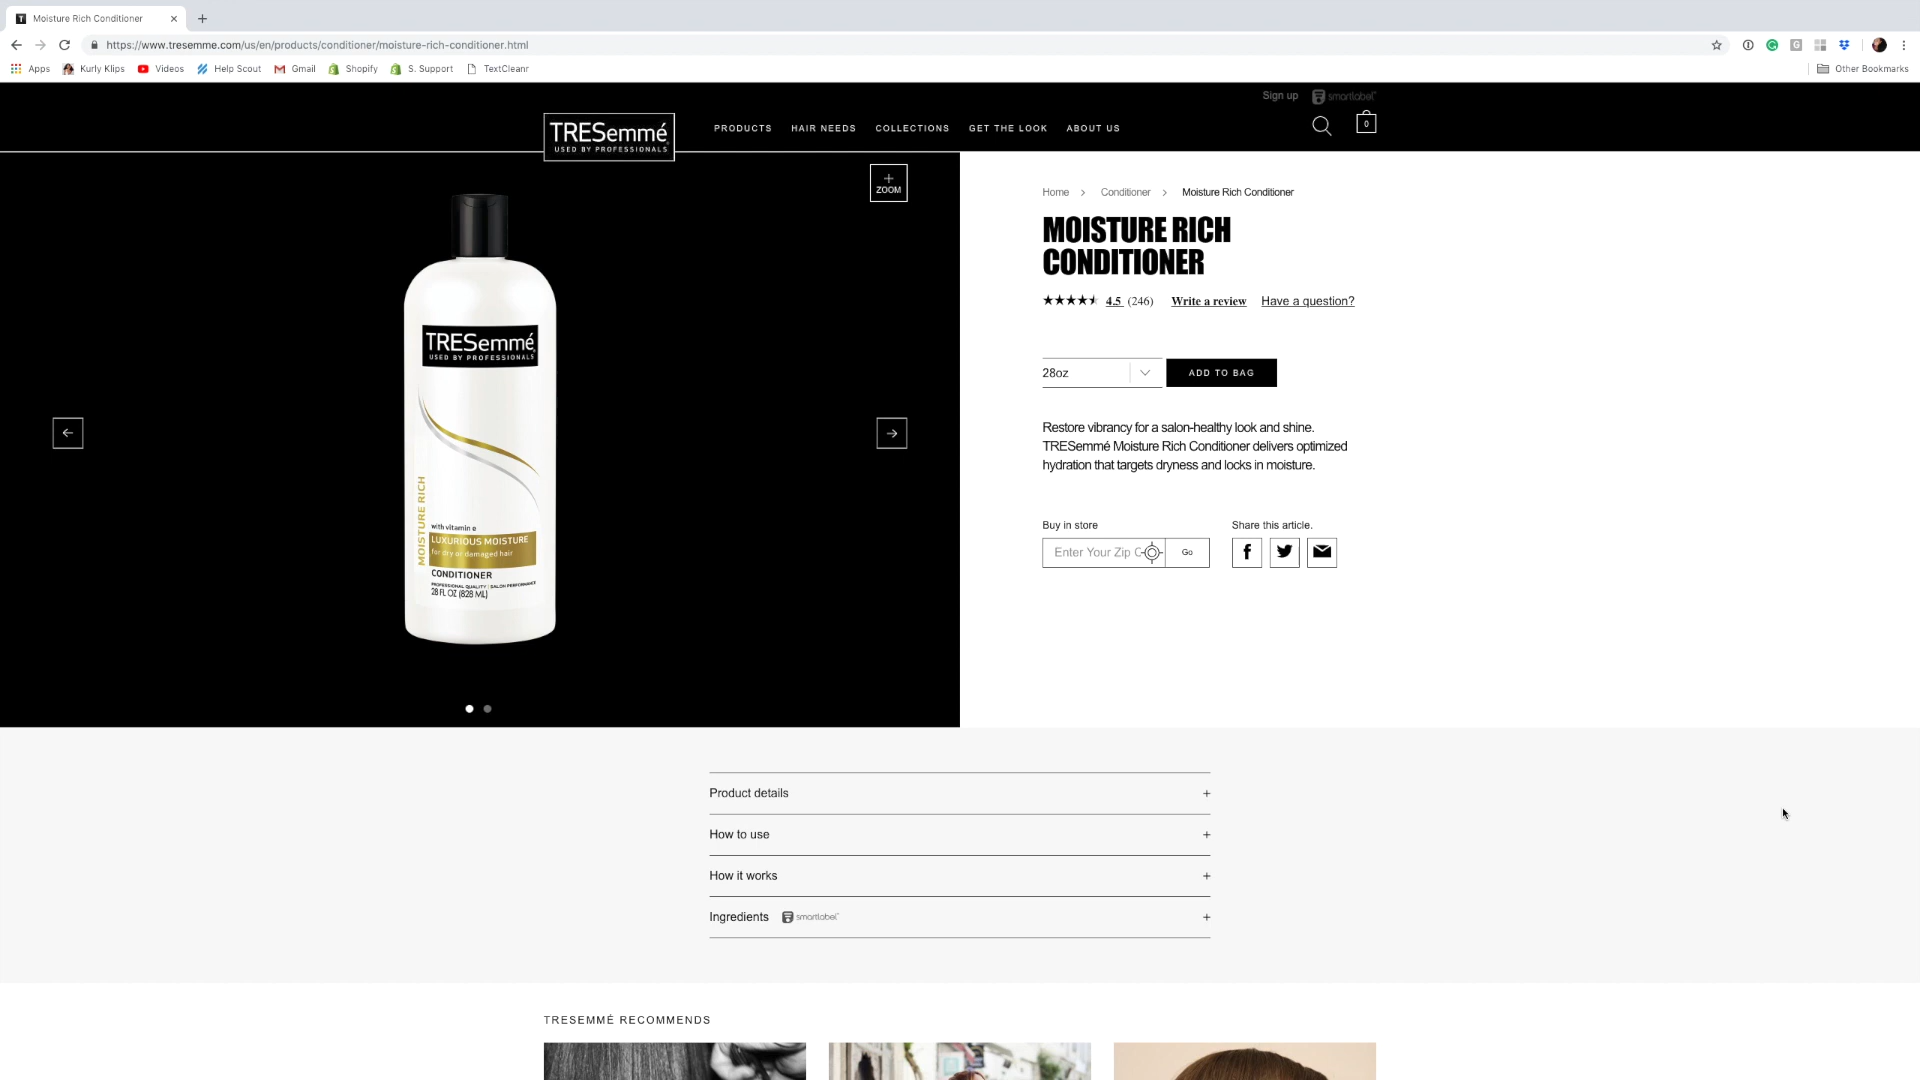 Moisture Rich Conditioner
https://www.tresemme.com/us/en/products/conditioner/moisture-rich-conditioner.html
Apps Kurly Klips Videos Help Scout Gmail Shopify S. Support TextCleanr Other Bookmarks
Sign up smartlabel
TRESemmé
USED BY PROFESSIONALS
PRODUCTS HAIR NEEDS COLLECTIONS GET THE LOOK ABOUT US
0
+
ZOOM
Home > Conditioner > Moisture Rich Conditioner
MOISTURE RICH
CONDITIONER
4.5 (246) Write a review Have a question?
28oz ADD TO BAG
Restore vibrancy for a salon-healthy look and shine.
TRESemmé Moisture Rich Conditioner delivers optimized
hydration that targets dryness and locks in moisture.
Buy in store Share this article.
Enter Your Zip C Go
TRESemmé
USED BY PROFESSIONALS
MOISTURE RICH
with vitamin e
LUXURIOUS MOISTURE
for dry or damaged hair
CONDITIONER
PROFESSIONAL QUALITY | SALON PERFORMANCE
28 FL OZ (828 ML)
Product details +
How to use +
How it works +
Ingredients smartlabel +
TRESEMMÉ RECOMMENDS